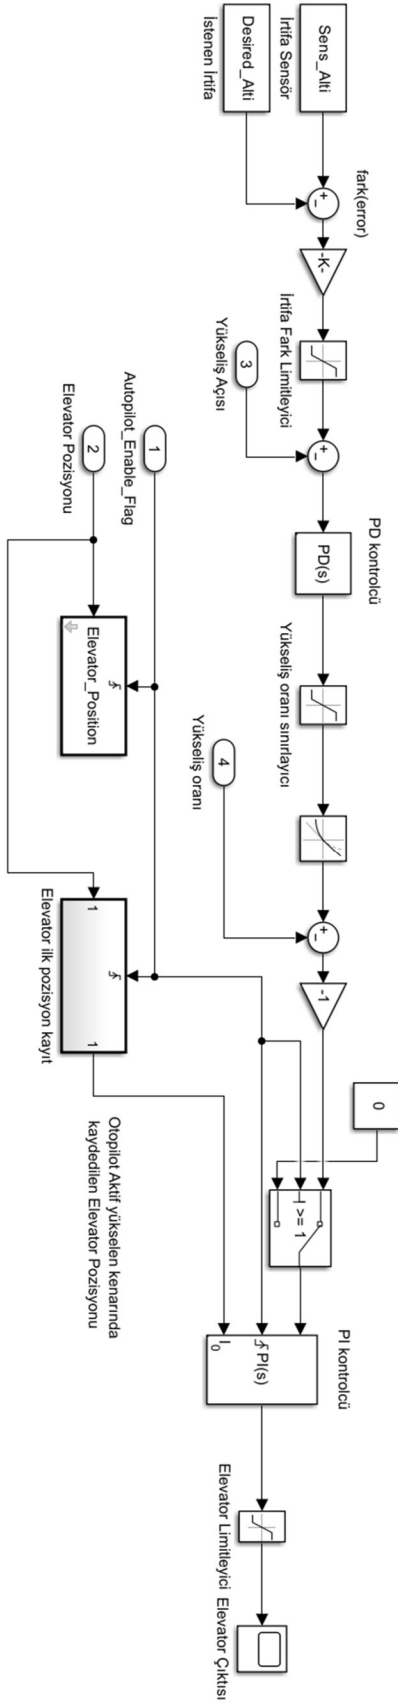 Sens_Alti
İrtifa Sensör
Desired_Alti
İstenen İrtifa
fark(error)
+
−
-K-
İrtifa Fark Limitleyici
3
Yükseliş Açısı
+
−
PD kontrolcü
PD(s)
Yükseliş oranı sınırlayıcı
4
Yükseliş oranı
+
−
-1
0
>= 1
PI kontrolcü
PI(s)
I0
Elevator Limitleyici
Elevator Çıktısı
1
Autopilot_Enable_Flag
2
Elevator Pozisyonu
Elevator_Position
1
1
Elevator ilk pozisyon kayıt
Otopilot Aktif yükselen kenarında
kaydedilen Elevator Pozisyonu